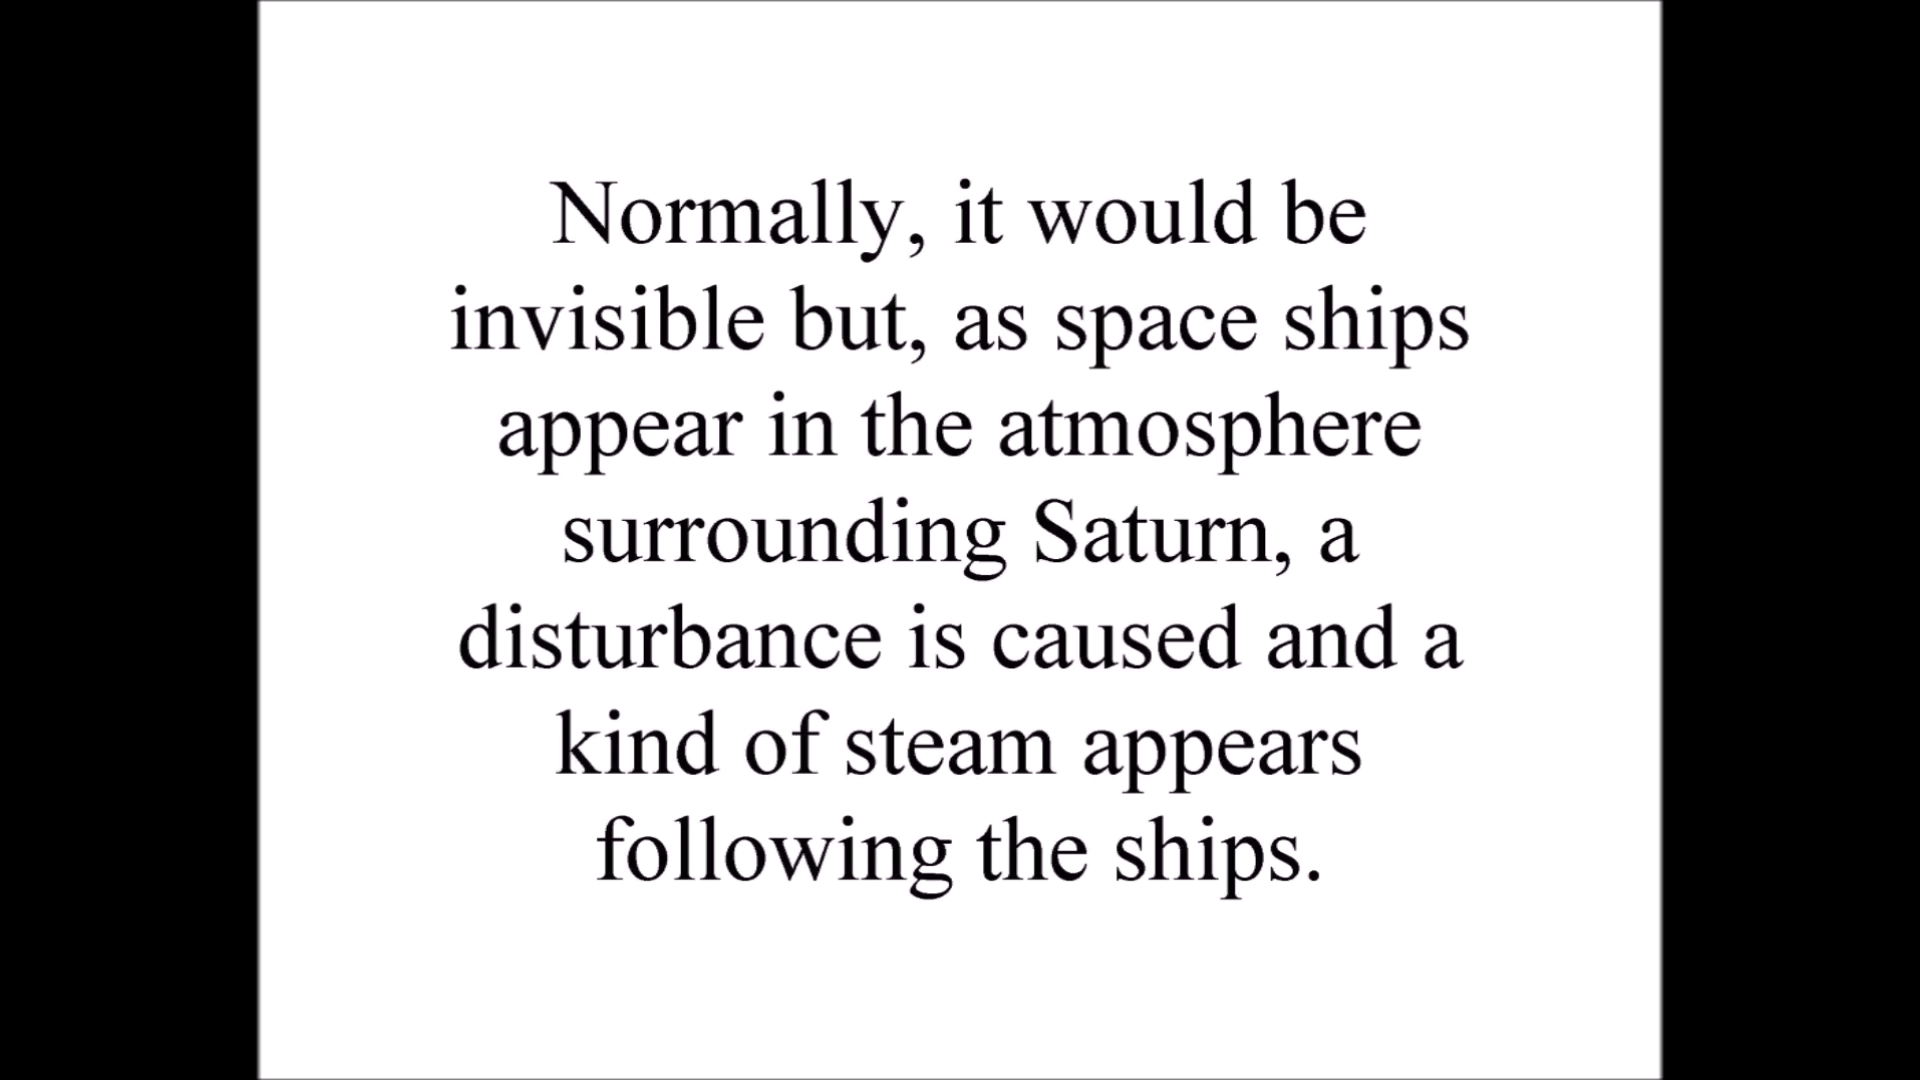 Normally, it would be
invisible but, as space ships
appear in the atmosphere
surrounding Saturn, a
disturbance is caused and a
kind of steam appears
following the ships.